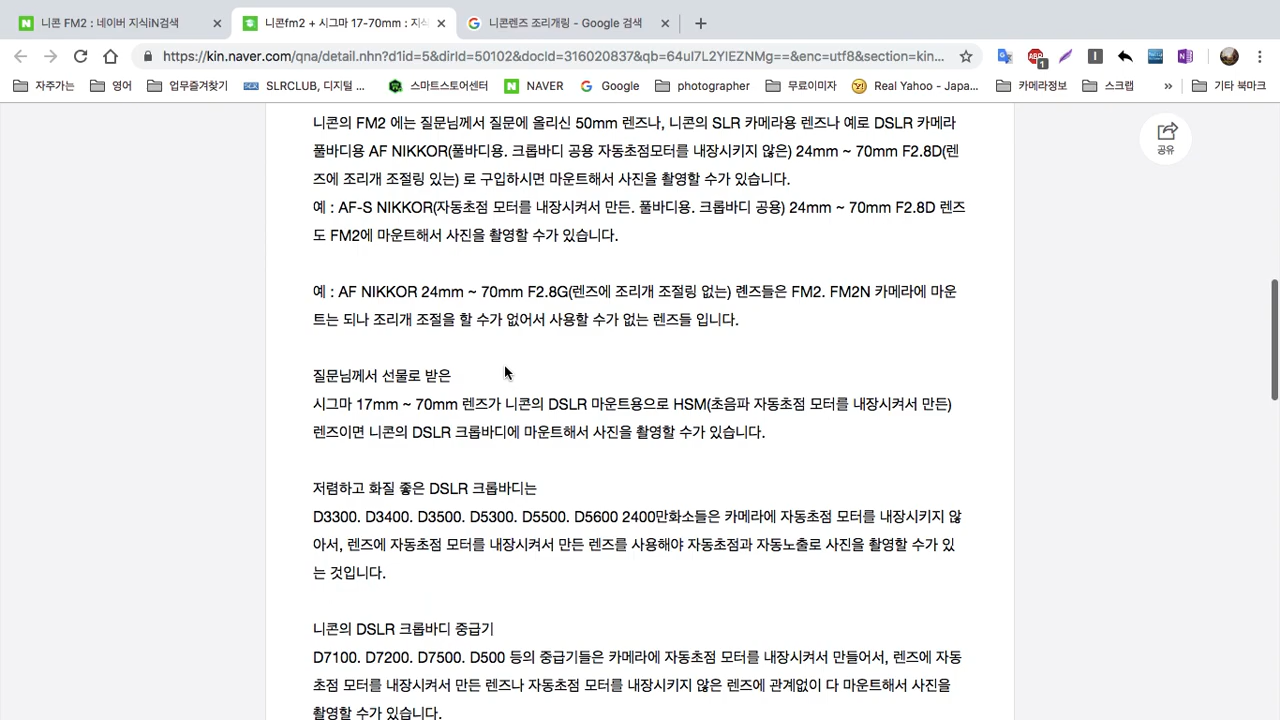 니콘 FM2 : 네이버 지식iN검색
니콘fm2 + 시그마 17-70mm : 지식
니콘렌즈 조리개링 - Google 검색
https://kin.naver.com/qna/detail.nhn?d1id=5&dirId=50102&docId=316020837&qb=64uI7L2YIEZNMg==&enc=utf8&section=kin...
자주가는
영어
업무쫓겨찾기
SLRCLUB, 디지털 ...
스마트스토어센터
NAVER
Google
photographer
무료이미자
Real Yahoo - Japa...
카메라정보
스크랩
»
기타 북마크
니콘의 FM2 에는 질문님께서 질문에 올리신 50mm 렌즈나, 니콘의 SLR 카메라용 렌즈나 예로 DSLR 카메라
풀바디용 AF NIKKOR(풀바디용. 크롭바디 공용 자동초점모터를 내장시키지 않은) 24mm ~ 70mm F2.8D(렌
즈에 조리개 조절링 있는) 로 구입하시면 마운트해서 사진을 촬영할 수가 있습니다.
예 : AF-S NIKKOR(자동초점 모터를 내장시켜서 만든. 풀바디용. 크롭바디 공용) 24mm ~ 70mm F2.8D 렌즈
도 FM2에 마운트해서 사진을 촬영할 수가 있습니다.
예 : AF NIKKOR 24mm ~ 70mm F2.8G(렌즈에 조리개 조절링 없는) 롄즈들은 FM2. FM2N 카메라에 마운
트는 되나 조리개 조절을 할 수가 없어서 사용할 수가 없는 렌즈들 입니다.
질문님께서 선물로 받은
시그마 17mm ~ 70mm 렌즈가 니콘의 DSLR 마운트용으로 HSM(초음파 자동초점 모터를 내장시켜서 만든)
렌즈이면 니콘의 DSLR 크롭바디에 마운트해서 사진을 촬영할 수가 있습니다.
저렴하고 화질 좋은 DSLR 크롭바디는
D3300. D3400. D3500. D5300. D5500. D5600 2400만화소들은 카메라에 자동초점 모터를 내장시키지 않
아서, 렌즈에 자동초점 모터를 내장시켜서 만든 렌즈를 사용해야 자동초점과 자동노출로 사진을 촬영할 수가 있
는 것입니다.
니콘의 DSLR 크롭바디 중급기
D7100. D7200. D7500. D500 등의 중급기들은 카메라에 자동초점 모터를 내장시켜서 만들어서, 렌즈에 자동
초점 모터를 내장시켜서 만든 렌즈나 자동초점 모터를 내장시키지 않은 렌즈에 관계없이 다 마운트해서 사진을
촬영할 수가 있습니다.
공유